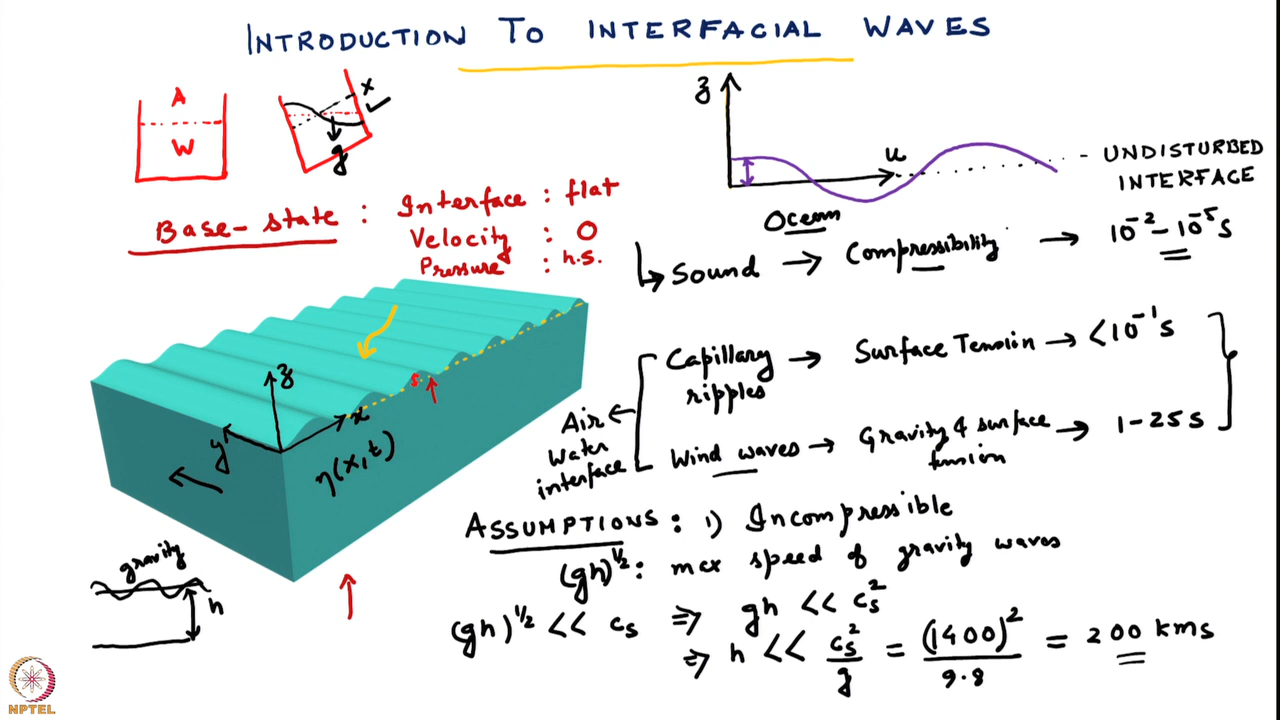 INTRODUCTION TO INTERFACIAL WAVES
A
W
x
g
z
x
UNDISTURBED
INTERFACE
Base-state : Interface : flat
Velocity : 0
Pressure : h.s.
Ocean
Sound → Compressibility → 10⁻² - 10⁻⁵ s
Capillary ripples → Surface Tension → < 10⁻¹ s
Air Water interface
Wind waves → Gravity & surface tension → 1-25 s
z
x
y
η(x,t)
s
gravity
h
ASSUMPTIONS : 1) Incompressible
(gh)^1/2 : max speed of gravity waves
(gh)^1/2 << cₛ ⇒ gh << cₛ²
⇒ h << cₛ²/g = (1400)²/9.8 = 200 kms
NPTEL